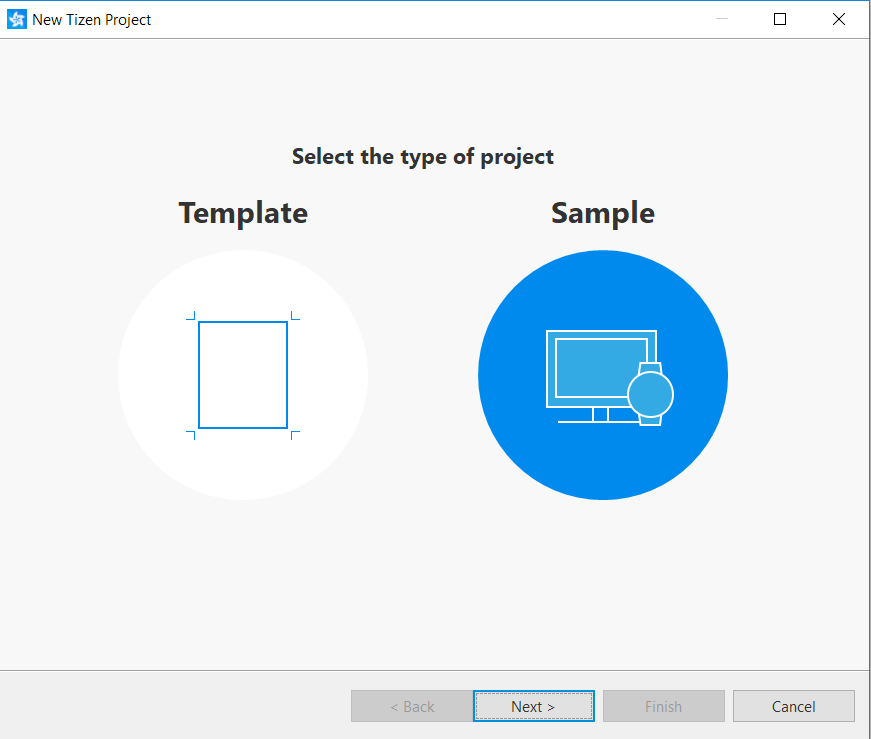 New Tizen Project
Select the type of project
Template
Sample
< Back
Next >
Finish
Cancel